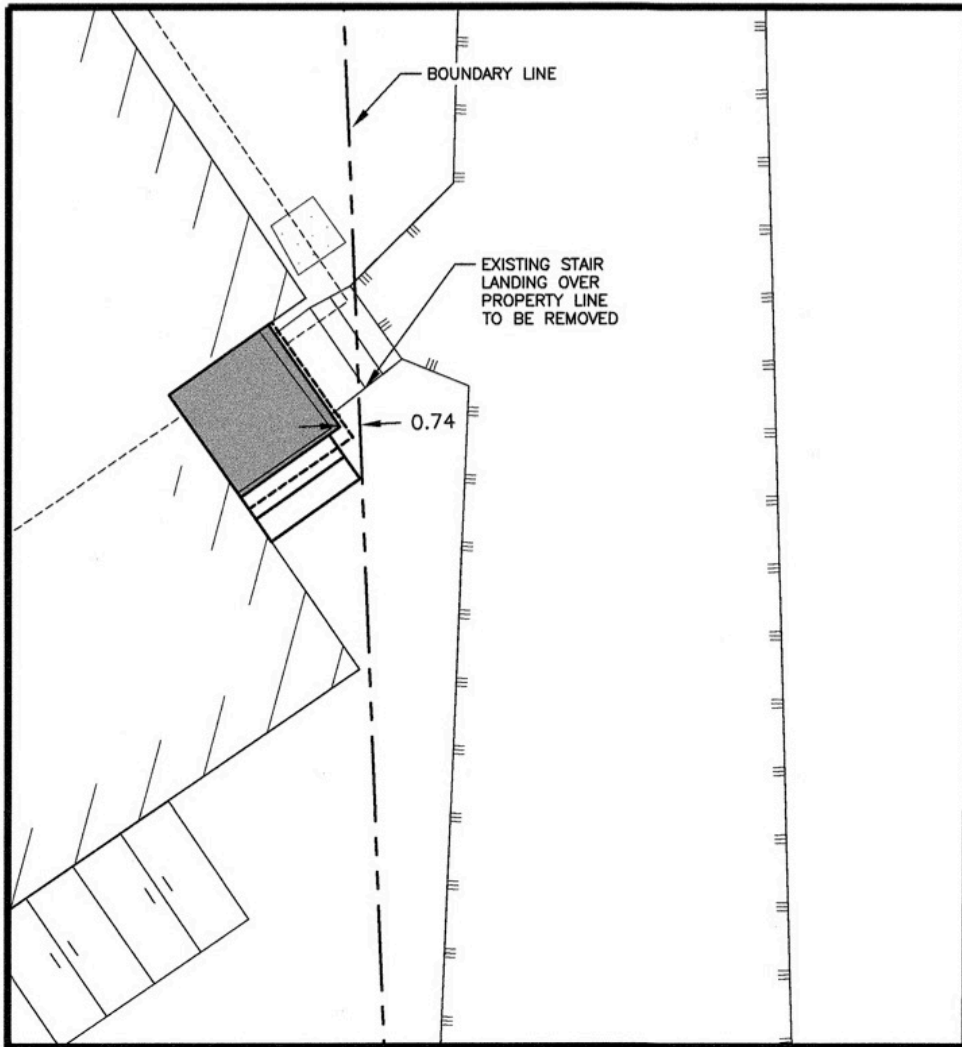 BOUNDARY LINE
EXISTING STAIR
LANDING OVER
PROPERTY LINE
TO BE REMOVED
0.74